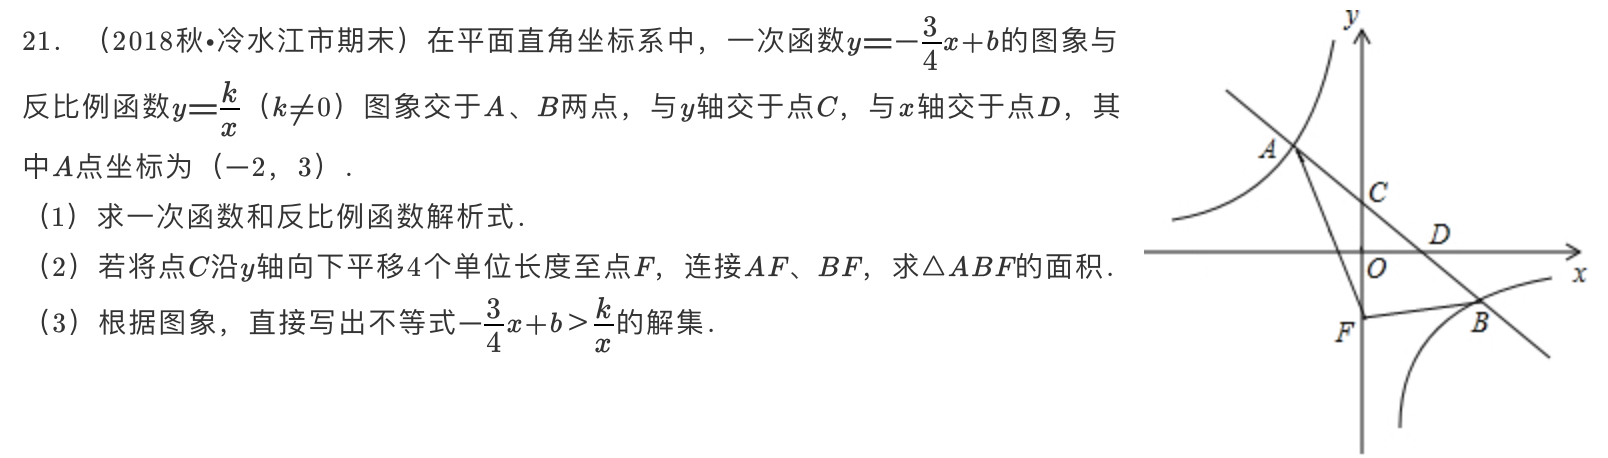 21. （2018秋•冷水江市期末）在平面直角坐标系中，一次函数y=-\frac{3}{4}x+b的图象与
反比例函数y=\frac{k}{x}（k≠0）图象交于A、B两点，与y轴交于点C，与x轴交于点D，其
中A点坐标为（-2，3）.
（1）求一次函数和反比例函数解析式.
（2）若将点C沿y轴向下平移4个单位长度至点F，连接AF、BF，求△ABF的面积.
（3）根据图象，直接写出不等式-\frac{3}{4}x+b>\frac{k}{x}的解集.
y
A
C
D
O
x
F
B